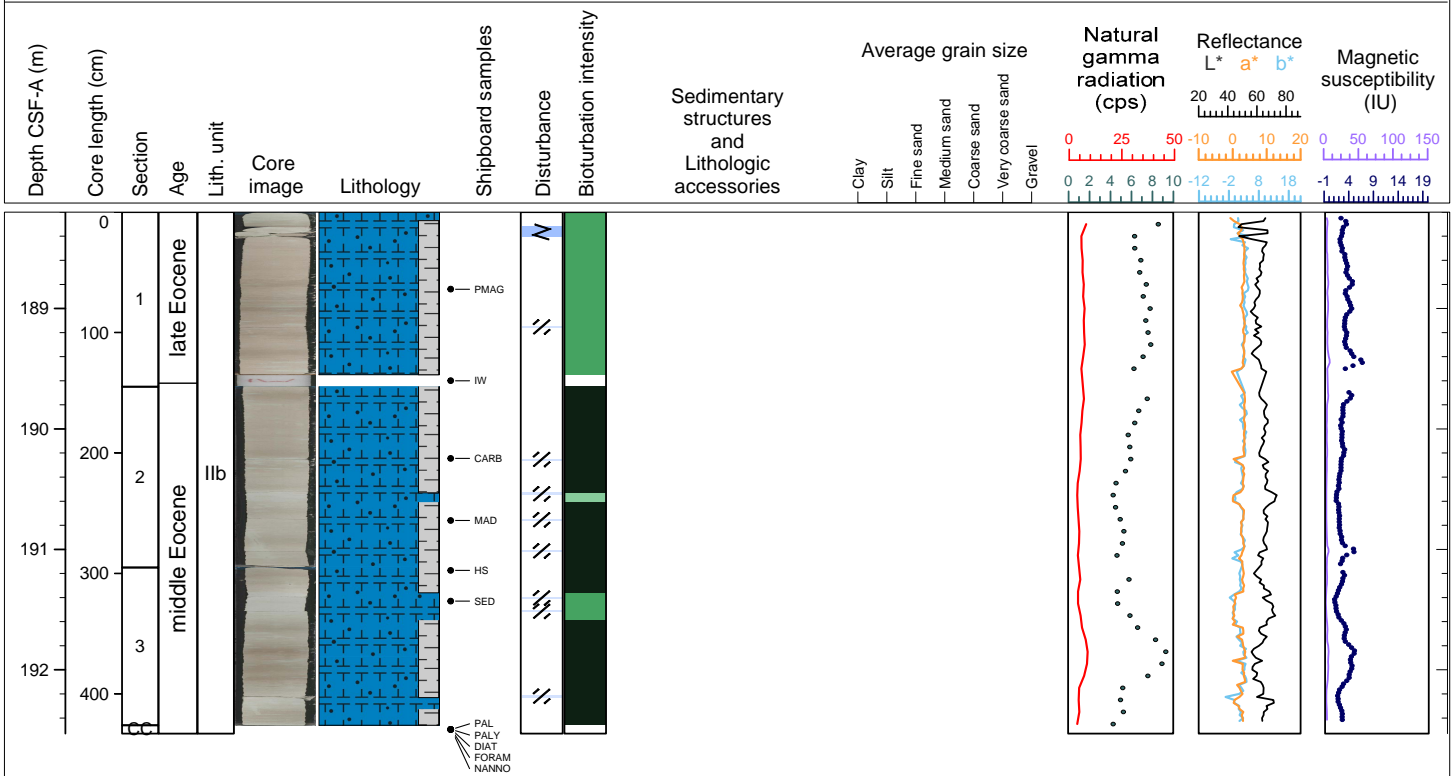 Depth CSF-A (m)
Core length (cm)
Section
Age
Lith. unit
Core
image
Lithology
Shipboard samples
Disturbance
Bioturbation intensity
Sedimentary
structures
and
Lithologic
accessories
Average grain size
Clay
Silt
Fine sand
Medium sand
Coarse sand
Very coarse sand
Gravel
Natural
gamma
radiation
(cps)
0 25 50
0 2 4 6 8 10
Reflectance
L* a* b*
20 40 60 80
-10 0 10 20
-12 -2 8 18
Magnetic
susceptibility
(IU)
0 50 100 150
-1 4 9 14 19
189
190
191
192
0
100
200
300
400
1
2
3
CC
late Eocene
middle Eocene
IIb
PMAG
IW
CARB
MAD
HS
SED
PAL
PALY
DIAT
FORAM
NANNO